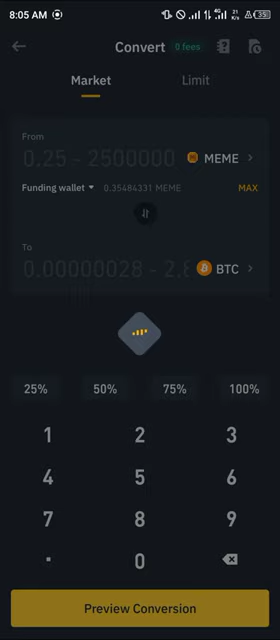 8:05 AM
4G 21 K/s 35
Convert 0 fees
Market Limit
From
0.25 - 2500000 MEME
Funding wallet 0.35484331 MEME MAX
To
0.00000028 - 2.8 BTC
25% 50% 75% 100%
1 2 3
4 5 6
7 8 9
. 0
Preview Conversion